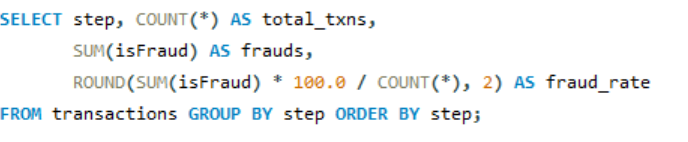 SELECT step, COUNT(*) AS total_txns,
       SUM(isFraud) AS frauds,
       ROUND(SUM(isFraud) * 100.0 / COUNT(*), 2) AS fraud_rate
FROM transactions GROUP BY step ORDER BY step;